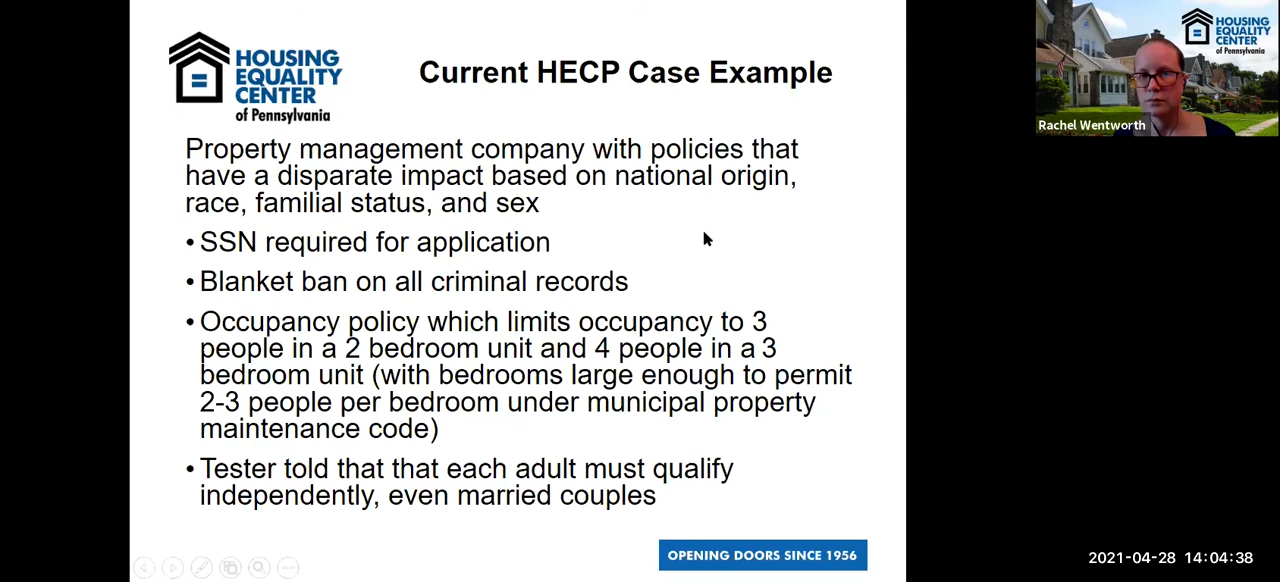 HOUSING
EQUALITY
CENTER
of Pennsylvania
Current HECP Case Example
Property management company with policies that
have a disparate impact based on national origin,
race, familial status, and sex
• SSN required for application
• Blanket ban on all criminal records
• Occupancy policy which limits occupancy to 3
people in a 2 bedroom unit and 4 people in a 3
bedroom unit (with bedrooms large enough to permit
2-3 people per bedroom under municipal property
maintenance code)
• Tester told that that each adult must qualify
independently, even married couples
OPENING DOORS SINCE 1956
HOUSING
EQUALITY
CENTER
of Pennsylvania
Rachel Wentworth
2021-04-28 14:04:38